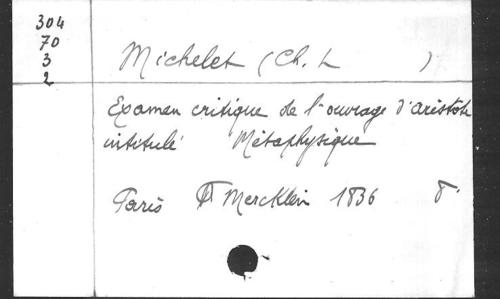 304
70
3
2
Michelet (Ch. L )
Examen critique de l'ouvrage d'Aristote
intitulé Métaphysique
Paris Mercklein 1836 8°